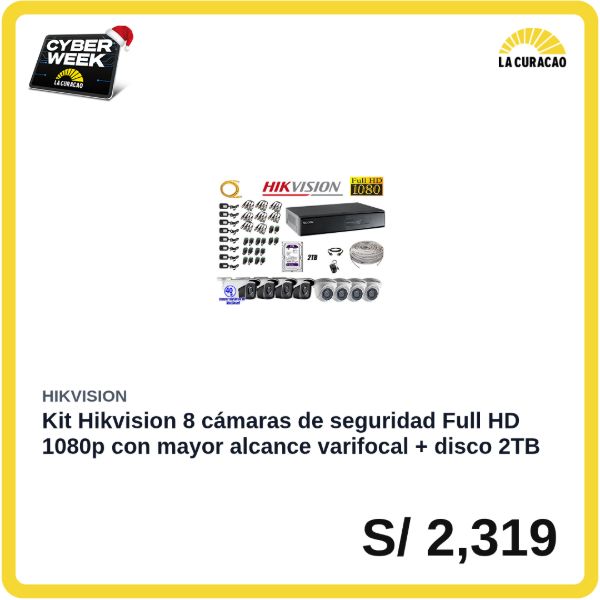 CYBER
WEEK
LA CURACAO
LA CURACAO
HIKVISION
Full HD
1080
2TB
HIKVISION
Kit Hikvision 8 cámaras de seguridad Full HD
1080p con mayor alcance varifocal + disco 2TB
S/ 2,319